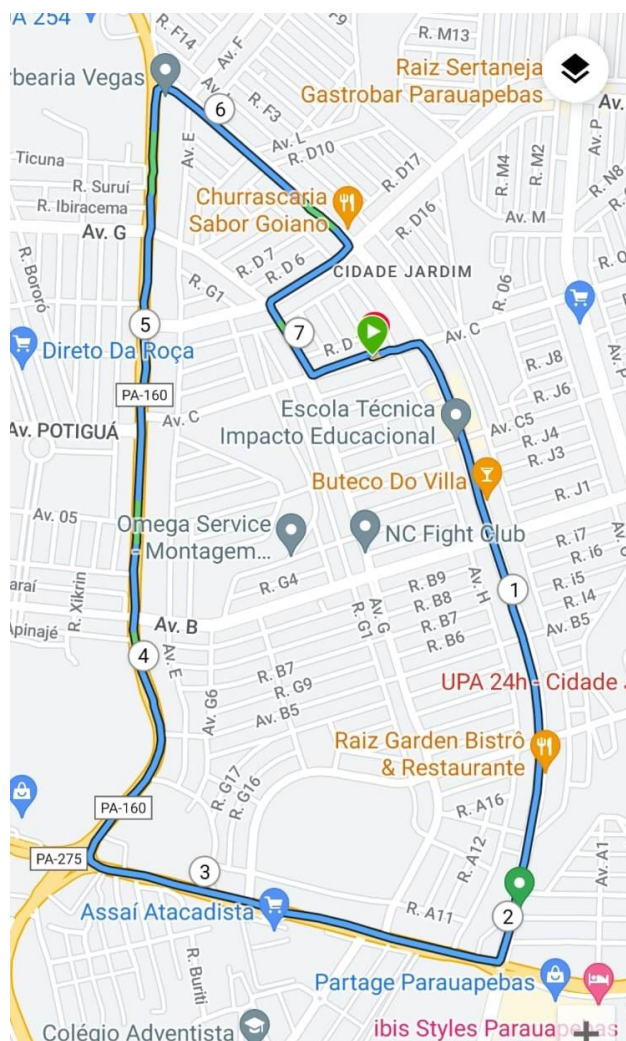 PA 254
R. F14
Av. F
R. F9
R. M13
rbearia Vegas
6
R. F3
Raiz Sertaneja
Gastrobar Parauapebas
Av. E
Av. L
R. D10
Ticuna
R. Suruí
R. Ibiracema
R. D17
R. M4
R. M2
Av. P
R. N8
Churrascaria
Sabor Goiano
R. D16
Av. M
Av. G
R. D7
R. D6
CIDADE JARDIM
R. Bororó
R. G1
R. 06
5
7
R. D
Av. C
Direto Da Roça
R. J8
PA-160
R. J6
Av. C
Escola Técnica
Impacto Educacional
Av. C5
R. J4
R. J3
Av. POTIGUÁ
Buteco Do Villa
R. J1
Av. 05
Omega Service
- Montagem...
NC Fight Club
R. i7
R. i6
R. Xikrin
R. G4
R. B9
Av. H
1
R. i5
araí
Av. G
R. B8
R. I4
Apinajé
Av. B
R. G1
R. B7
Av. B5
4
Av. E
R. B6
R. B7
Av. G6
R. G9
UPA 24h - Cidade J
Av. B5
Raiz Garden Bistrô
& Restaurante
R. G17
R. G16
PA-160
R. A16
PA-275
3
R. A12
Av. A1
Assaí Atacadista
R. A11
2
R. Buriti
Partage Parauapebas
Colégio Adventista
ibis Styles Parauapebas